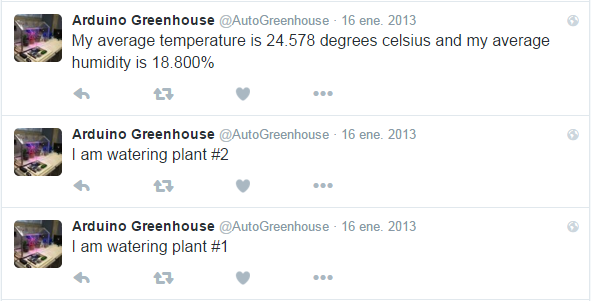 Arduino Greenhouse @AutoGreenhouse · 16 ene. 2013
My average temperature is 24.578 degrees celsius and my average
humidity is 18.800%
Arduino Greenhouse @AutoGreenhouse · 16 ene. 2013
I am watering plant #2
Arduino Greenhouse @AutoGreenhouse · 16 ene. 2013
I am watering plant #1